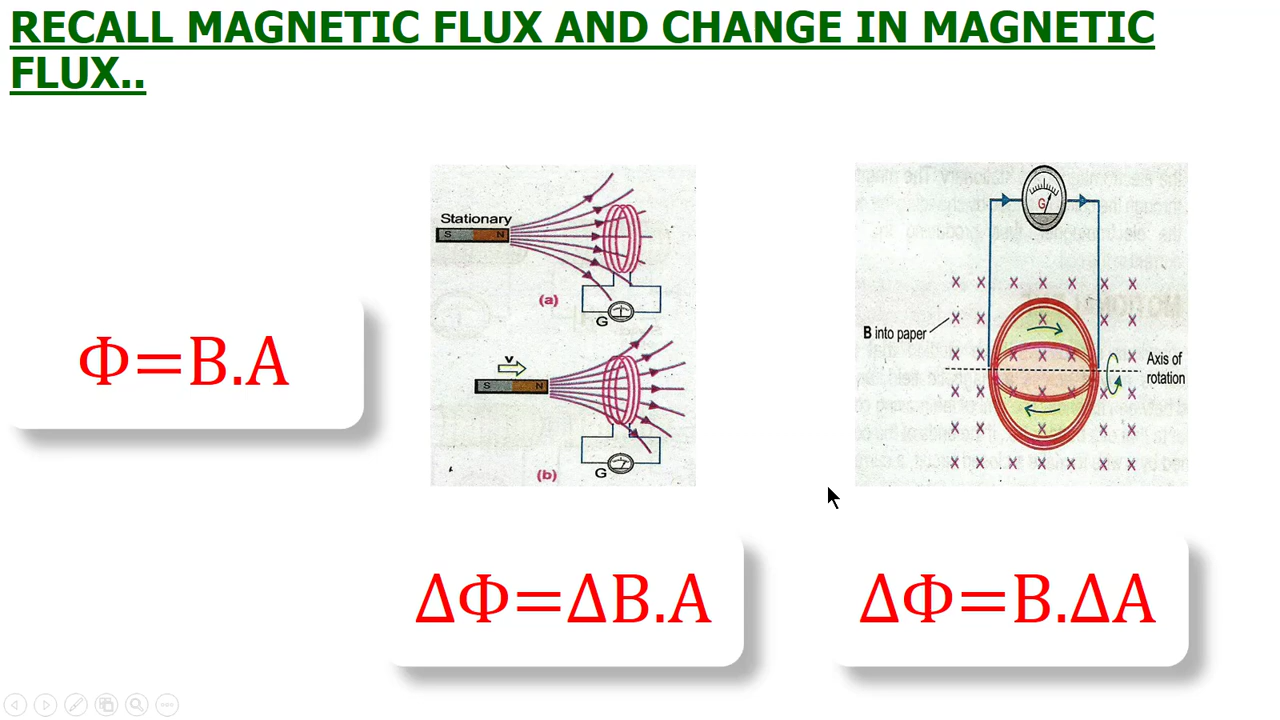 RECALL MAGNETIC FLUX AND CHANGE IN MAGNETIC
FLUX..
Φ=B.A
Stationary
S N
(a)
G
v
S N
G
(b)
ΔΦ=ΔB.A
G
B into paper
Axis of
rotation
ΔΦ=B.ΔA